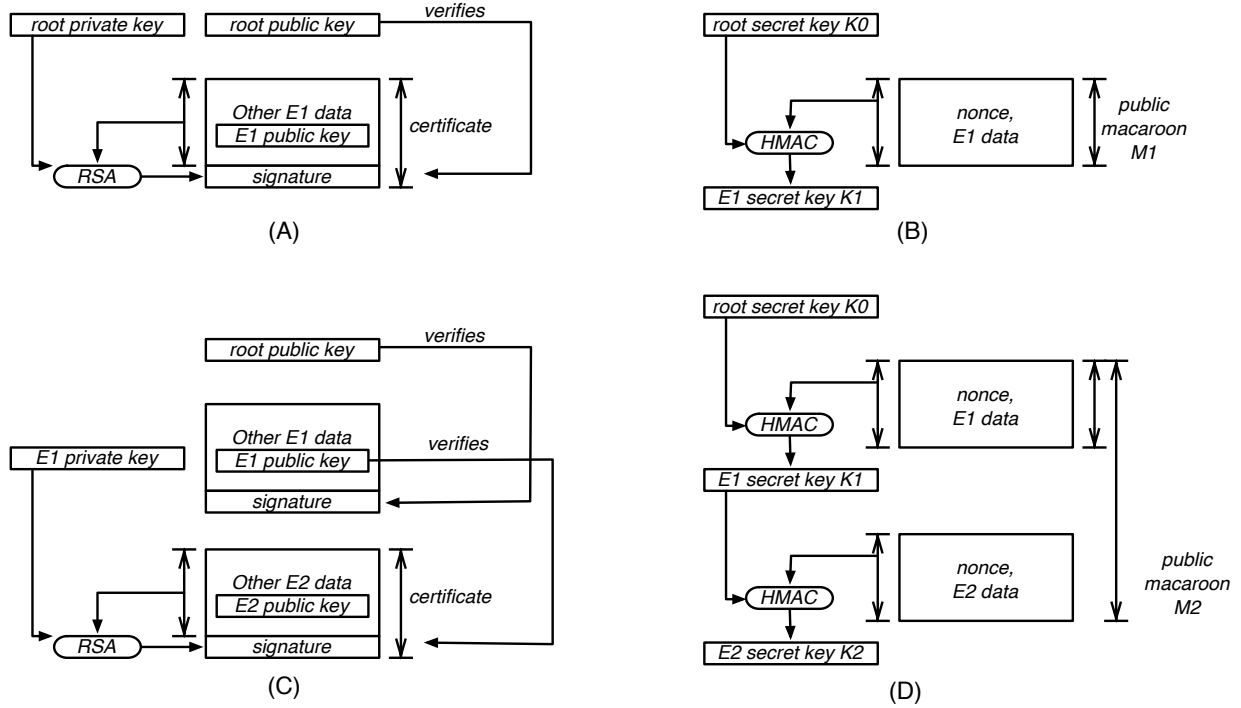 root private key
root public key
verifies
Other E1 data
E1 public key
certificate
RSA
signature
(A)
root secret key K0
nonce,
E1 data
public
macaroon
M1
HMAC
E1 secret key K1
(B)
root public key
verifies
Other E1 data
E1 private key
E1 public key
verifies
signature
Other E2 data
E2 public key
certificate
RSA
signature
(C)
root secret key K0
nonce,
E1 data
HMAC
E1 secret key K1
nonce,
E2 data
HMAC
public
macaroon
M2
E2 secret key K2
(D)